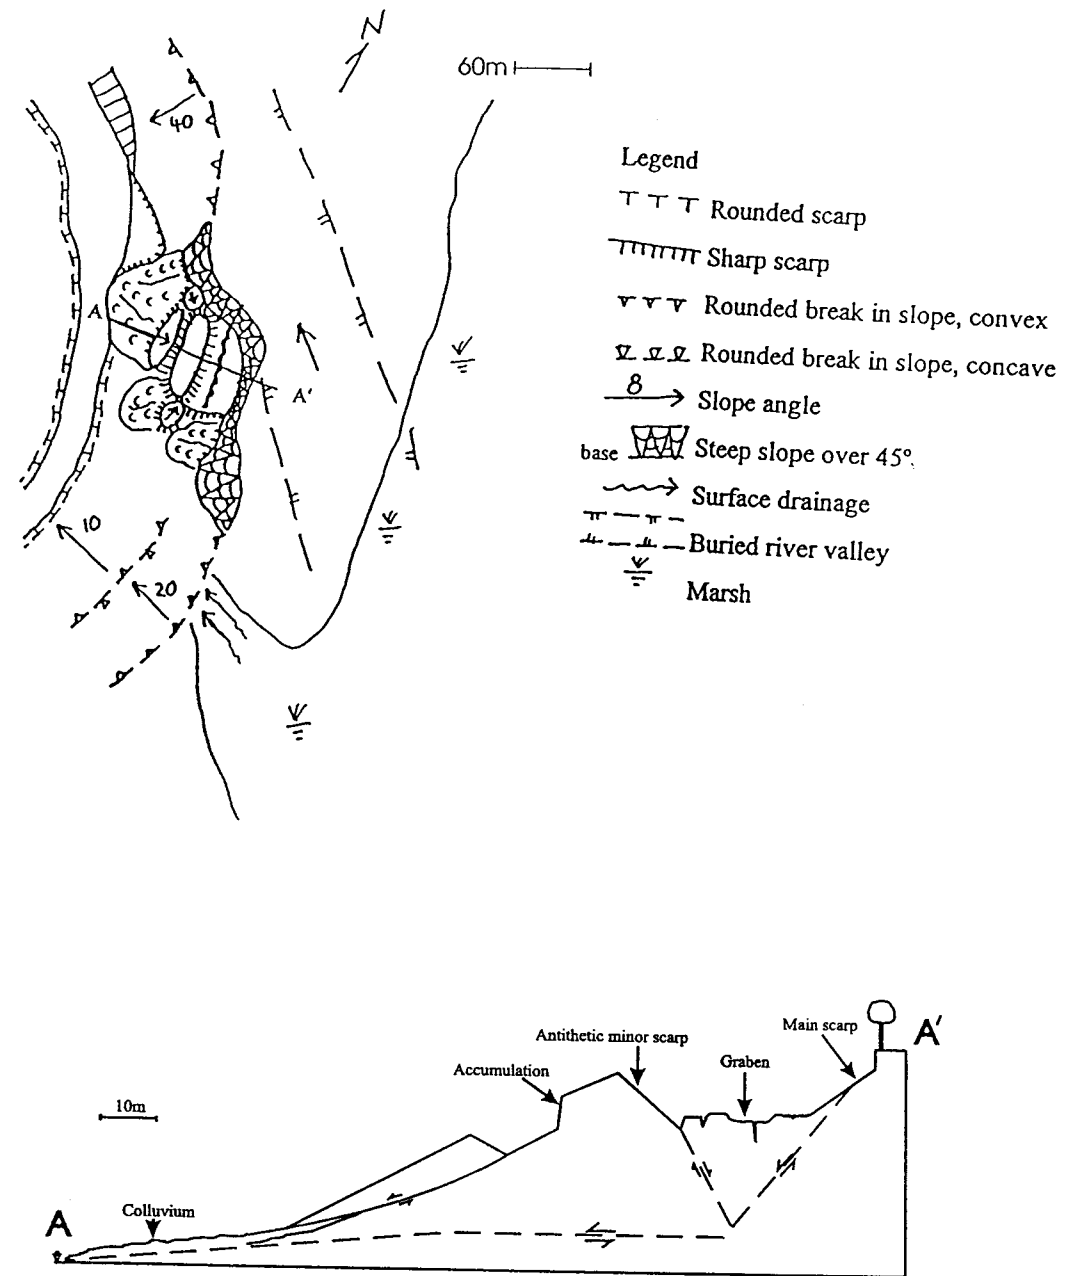 N
60m
40
Legend
Rounded scarp
Sharp scarp
Rounded break in slope, convex
Rounded break in slope, concave
8
Slope angle
base
Steep slope over 45°.
Surface drainage
Buried river valley
Marsh
A
A'
10
20
Main scarp
A'
Antithetic minor scarp
Graben
Accumulation
10m
Colluvium
A